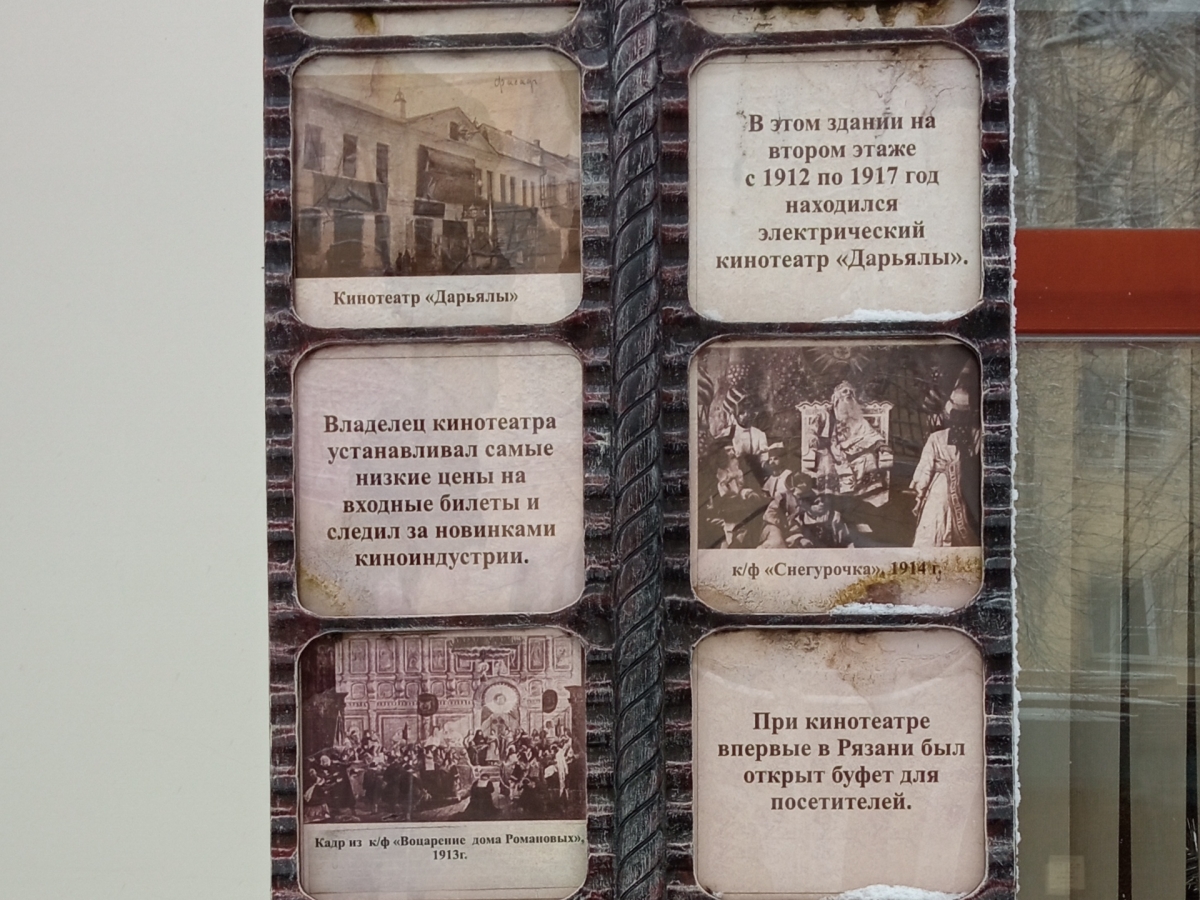 Кинотеатр «Дарьялы»
В этом здании на
втором этаже
с 1912 по 1917 год
находился
электрический
кинотеатр «Дарьялы».
Владелец кинотеатра
устанавливал самые
низкие цены на
входные билеты и
следил за новинками
киноиндустрии.
к/ф «Снегурочка», 1914 г.
Кадр из к/ф «Воцарение дома Романовых»,
1913г.
При кинотеатре
впервые в Рязани был
открыт буфет для
посетителей.